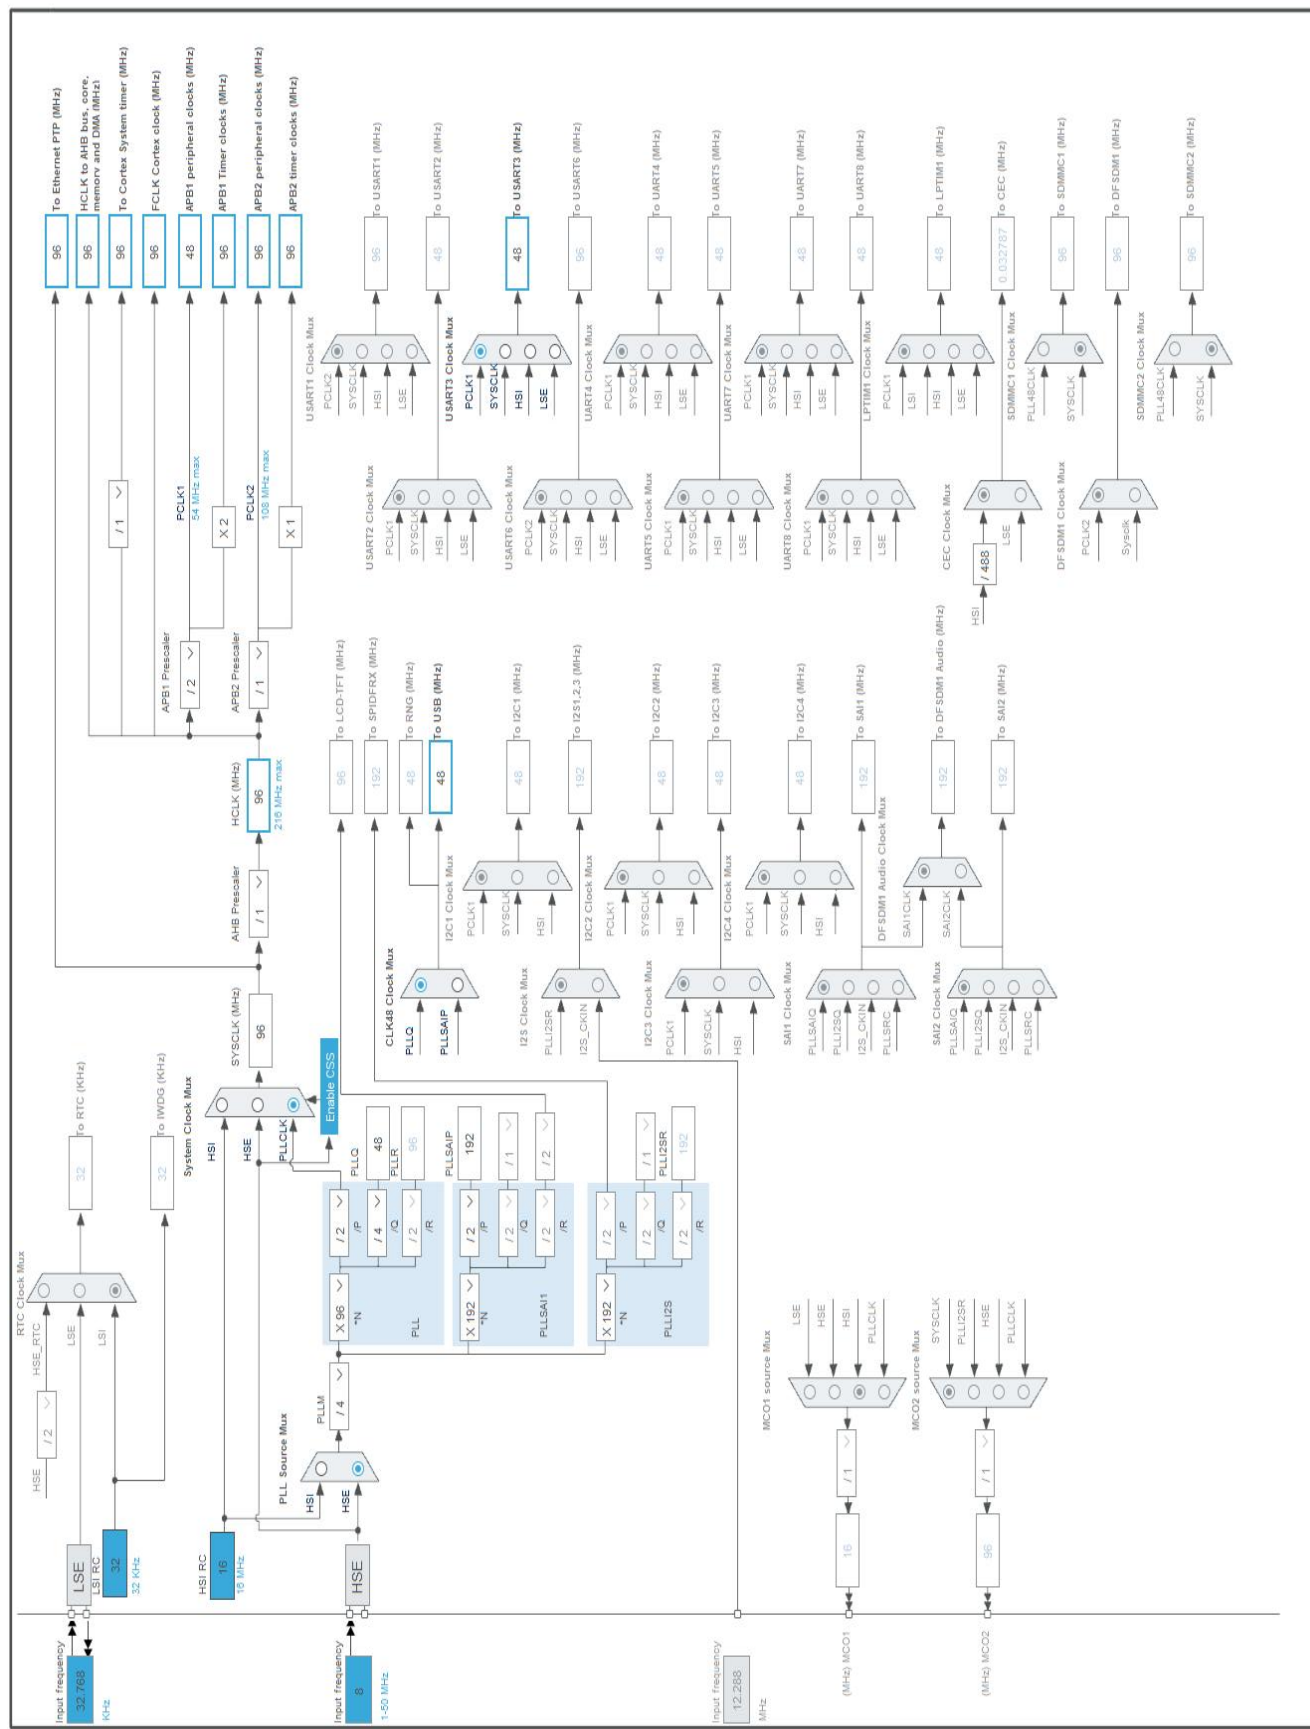 RTC Clock Mux
HSE
/ 2
HSE_RTC
Input frequency
32.768
KHz
LSE
LSE
32
To RTC (KHz)
LSI RC
32
32 KHz
LSI
32
To IWDG (KHz)
System Clock Mux
HSI RC
16
16 MHz
HSI
HSE
PLLCLK
Enable CSS
SYSCLK (MHz)
96
AHB Prescaler
/ 1
HCLK (MHz)
96
216 MHz max
APB1 Prescaler
/ 2
APB2 Prescaler
/ 1
/ 1
PCLK1
54 MHz max
X 2
PCLK2
108 MHz max
X 1
96
To Ethernet PTP (MHz)
96
HCLK to AHB bus, core,
memory and DMA (MHz)
96
To Cortex System timer (MHz)
96
FCLK Cortex clock (MHz)
48
APB1 peripheral clocks (MHz)
96
APB1 Timer clocks (MHz)
96
APB2 peripheral clocks (MHz)
96
APB2 timer clocks (MHz)
PLL Source Mux
HSI
HSE
Input frequency
8
1-50 MHz
HSE
PLLM
/ 4
X 96
*N
PLL
/ 2
/P
/ 4
/Q
/ 2
/R
PLLQ
48
PLLR
96
X 192
*N
PLLSAI1
/ 2
/P
/ 2
/Q
/ 2
/R
PLLSAIP
192
/ 1
/ 2
X 192
*N
PLLI2S
/ 2
/P
/ 2
/Q
/ 2
/R
/ 1
PLLI2SR
192
96
To LCD-TFT (MHz)
192
To SPIDFRX (MHz)
48
To RNG (MHz)
48
To USB (MHz)
CLK48 Clock Mux
PLLQ
PLLSAIP
I2C1 Clock Mux
PCLK1
SYSCLK
HSI
48
To I2C1 (MHz)
I2S Clock Mux
PLLI2SR
I2S_CKIN
192
To I2S1,2,3 (MHz)
I2C2 Clock Mux
PCLK1
SYSCLK
HSI
48
To I2C2 (MHz)
I2C3 Clock Mux
PCLK1
SYSCLK
HSI
48
To I2C3 (MHz)
I2C4 Clock Mux
PCLK1
SYSCLK
HSI
48
To I2C4 (MHz)
SAI1 Clock Mux
PLLSAIQ
PLLI2SQ
I2S_CKIN
PLLSRC
192
To SAI1 (MHz)
DFSDM1 Audio Clock Mux
SAI1CLK
SAI2CLK
192
To DFSDM1 Audio (MHz)
SAI2 Clock Mux
PLLSAIQ
PLLI2SQ
I2S_CKIN
PLLSRC
192
To SAI2 (MHz)
USART1 Clock Mux
PCLK2
SYSCLK
HSI
LSE
96
To USART1 (MHz)
USART2 Clock Mux
PCLK1
SYSCLK
HSI
LSE
48
To USART2 (MHz)
USART3 Clock Mux
PCLK1
SYSCLK
HSI
LSE
48
To USART3 (MHz)
USART6 Clock Mux
PCLK2
SYSCLK
HSI
LSE
96
To USART6 (MHz)
UART4 Clock Mux
PCLK1
SYSCLK
HSI
LSE
48
To UART4 (MHz)
UART5 Clock Mux
PCLK1
SYSCLK
HSI
LSE
48
To UART5 (MHz)
UART7 Clock Mux
PCLK1
SYSCLK
HSI
LSE
48
To UART7 (MHz)
UART8 Clock Mux
PCLK1
SYSCLK
HSI
LSE
48
To UART8 (MHz)
LPTIM1 Clock Mux
PCLK1
LSI
HSI
LSE
48
To LPTIM1 (MHz)
CEC Clock Mux
HSI
/ 488
LSE
0.032787
To CEC (MHz)
SDMMC1 Clock Mux
PLL48CLK
SYSCLK
96
To SDMMC1 (MHz)
DFSDM1 Clock Mux
PCLK2
Sysclk
96
To DFSDM1 (MHz)
SDMMC2 Clock Mux
PLL48CLK
SYSCLK
96
To SDMMC2 (MHz)
Input frequency
12.288
MHz
MCO1 source Mux
LSE
HSE
HSI
PLLCLK
/ 1
16
(MHz) MCO1
MCO2 source Mux
SYSCLK
PLLI2SR
HSE
PLLCLK
/ 1
96
(MHz) MCO2